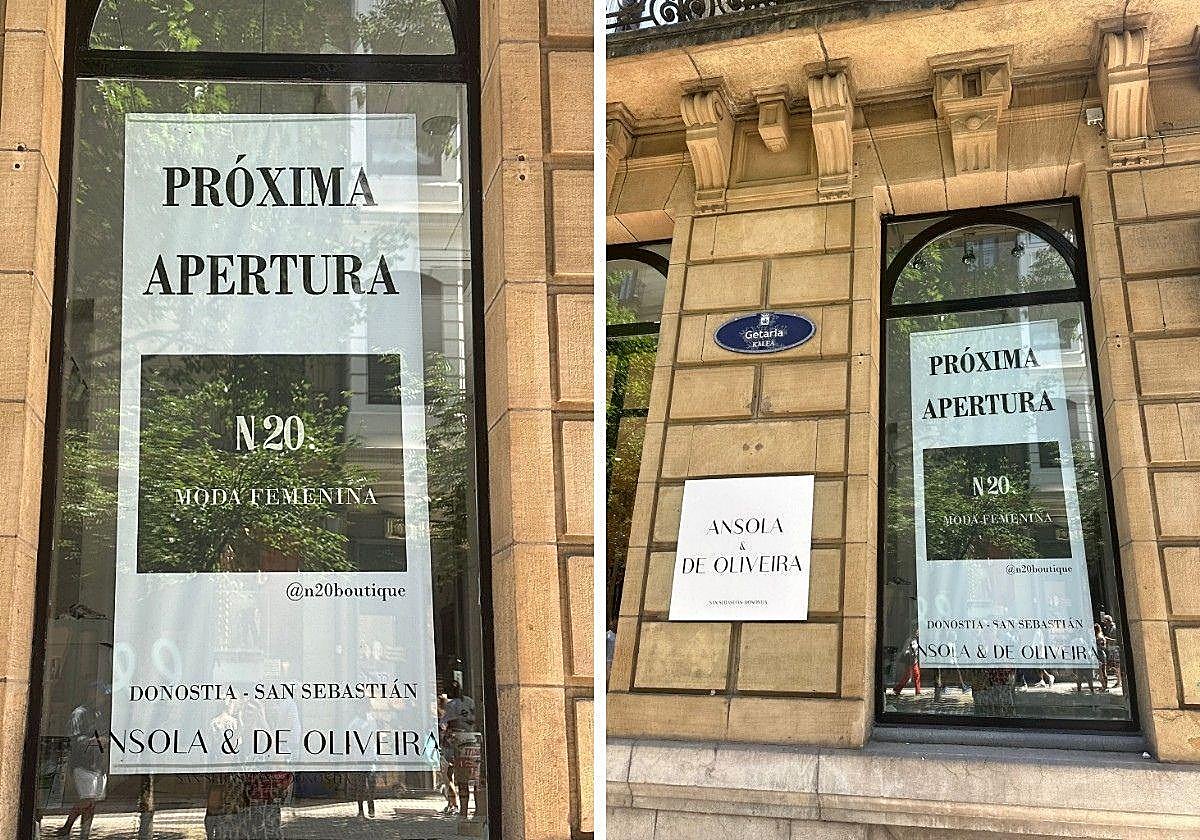 PRÓXIMA
APERTURA
N20.
MODA FEMENINA
@n20boutique
DONOSTIA - SAN SEBASTIÁN
ANSOLA & DE OLIVEIRA
Getaria
KALEA
ANSOLA
&
DE OLIVEIRA
PRÓXIMA
APERTURA
N20.
MODA FEMENINA
@n20boutique
DONOSTIA - SAN SEBASTIÁN
NSOLA & DE OLIVEIRA